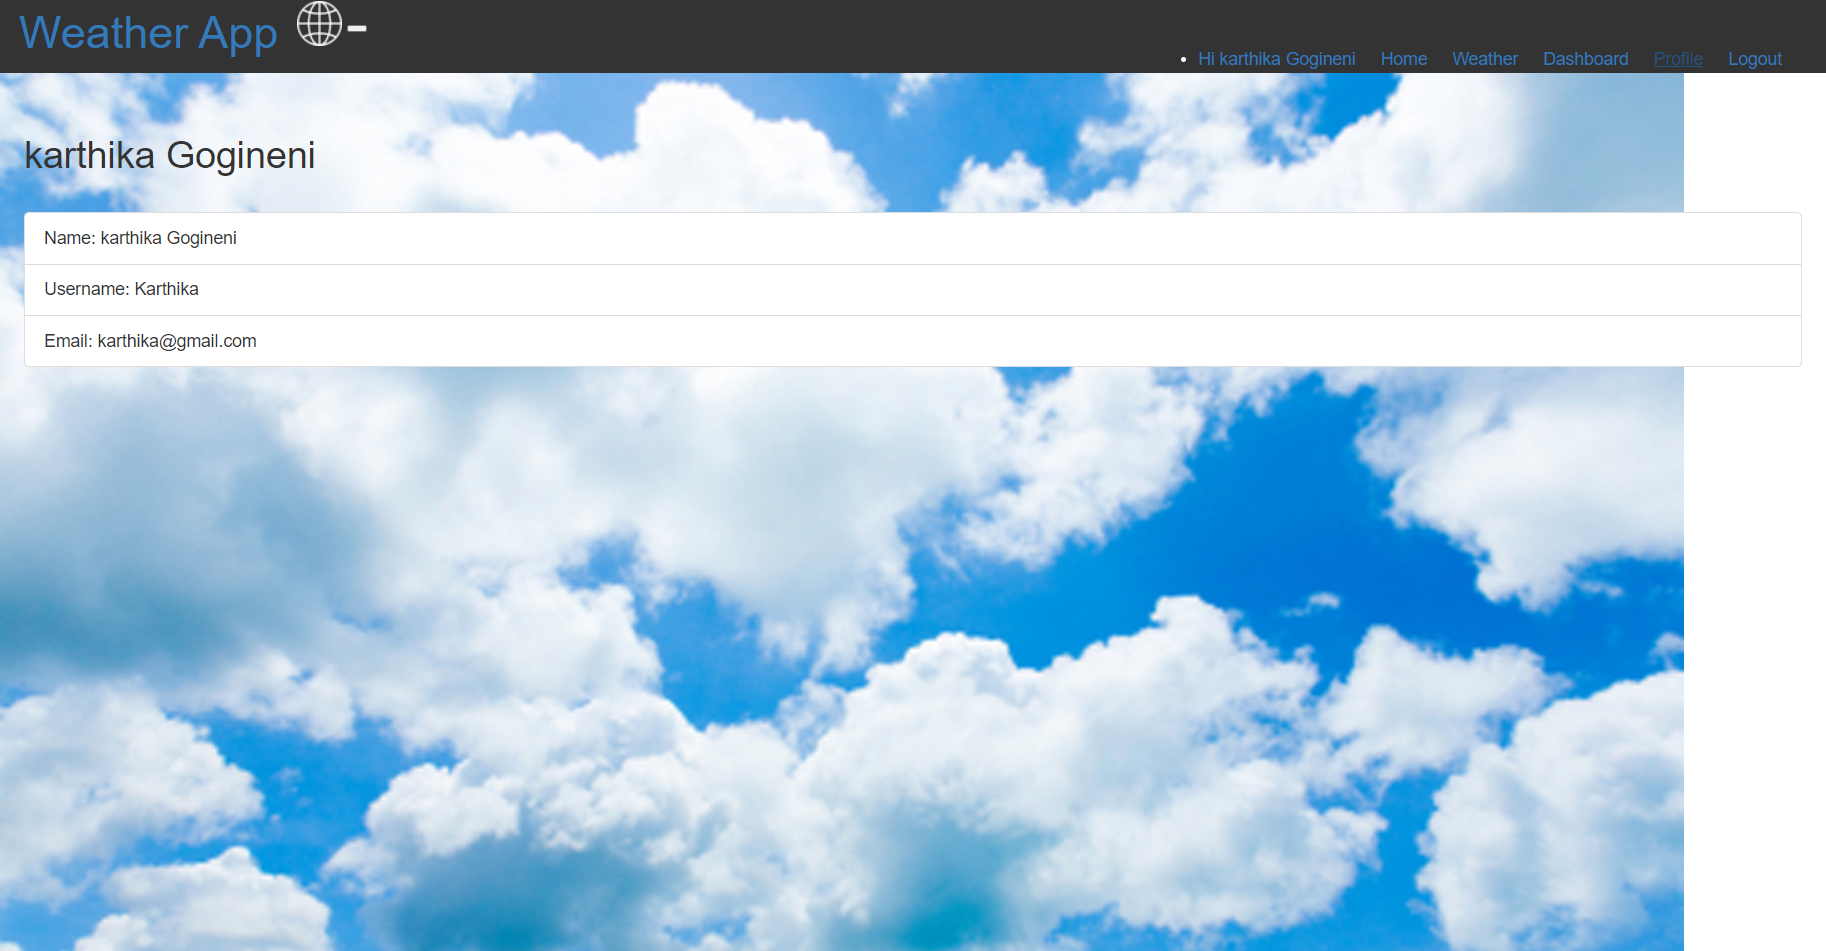 Weather App
Hi karthika Gogineni Home Weather Dashboard Profile Logout
karthika Gogineni
Name: karthika Gogineni
Username: Karthika
Email: karthika@gmail.com